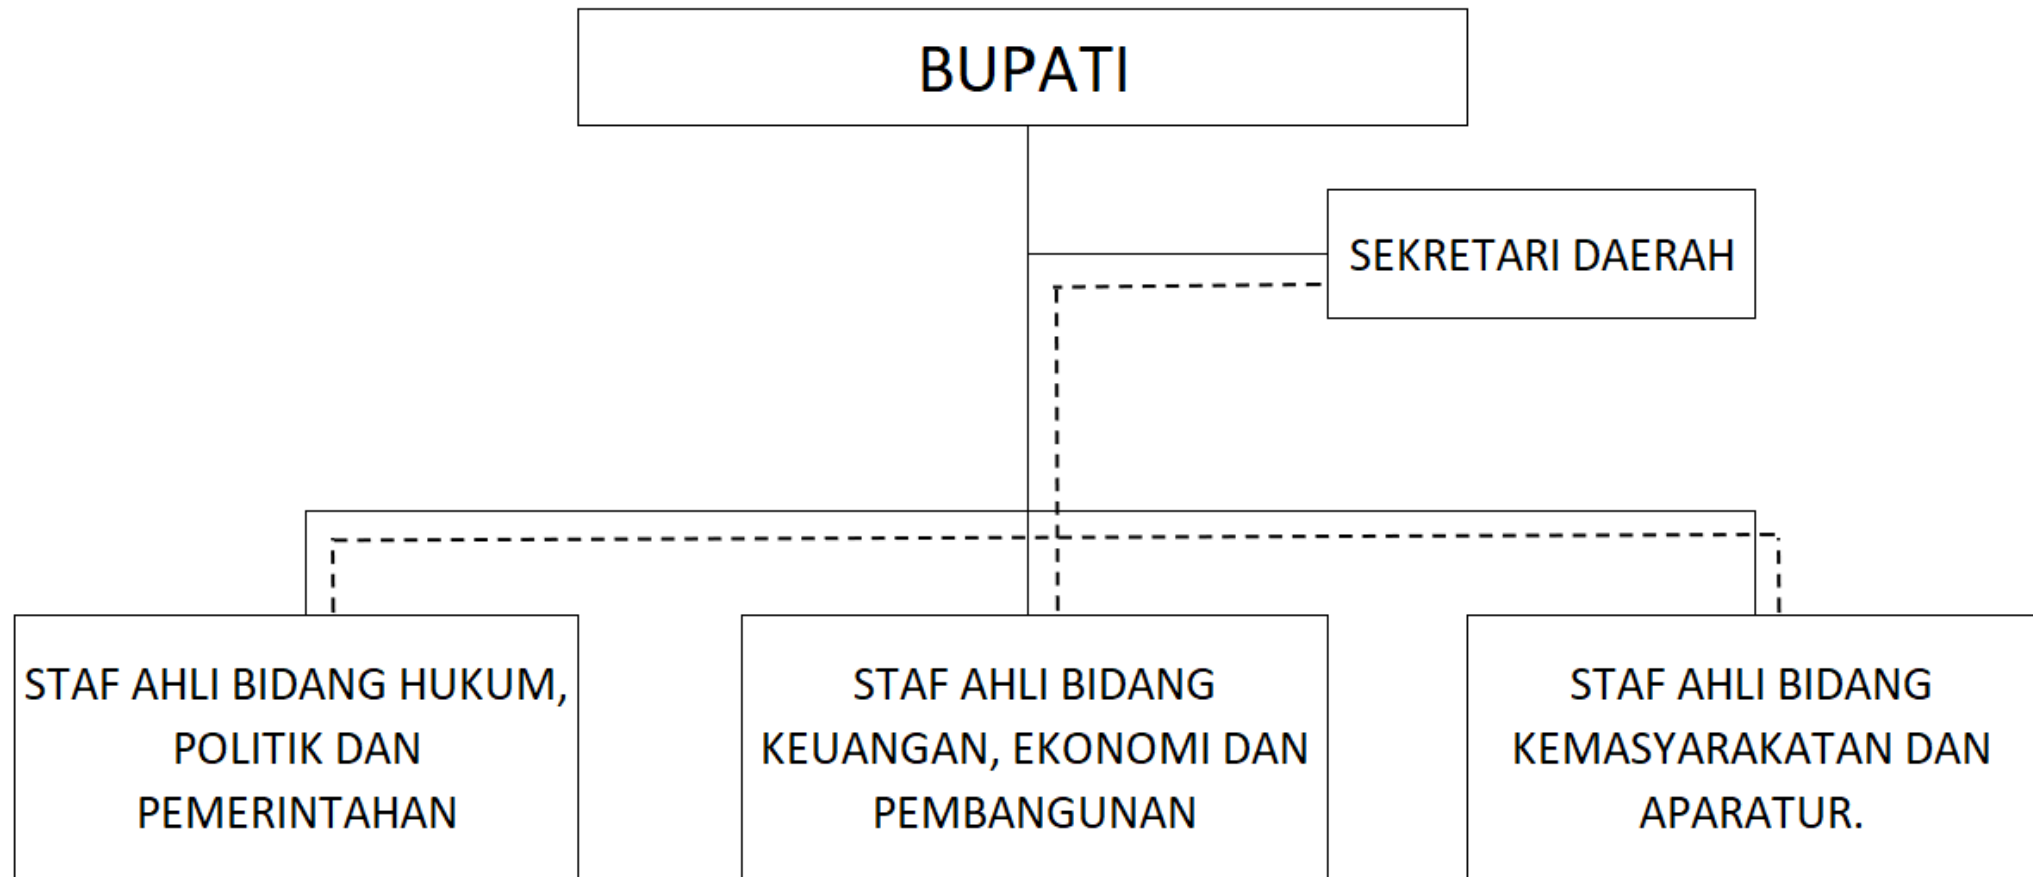 BUPATI
SEKRETARI DAERAH
STAF AHLI BIDANG HUKUM,
POLITIK DAN
PEMERINTAHAN
STAF AHLI BIDANG
KEUANGAN, EKONOMI DAN
PEMBANGUNAN
STAF AHLI BIDANG
KEMASYARAKATAN DAN
APARATUR.